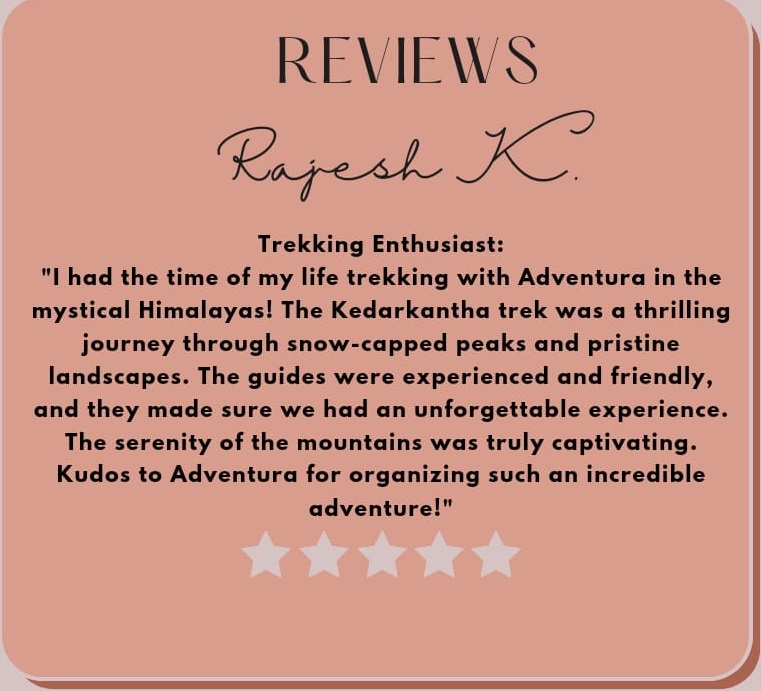 REVIEWS
Rajesh K.
Trekking Enthusiast:
"I had the time of my life trekking with Adventura in the
mystical Himalayas! The Kedarkantha trek was a thrilling
journey through snow-capped peaks and pristine
landscapes. The guides were experienced and friendly,
and they made sure we had an unforgettable experience.
The serenity of the mountains was truly captivating.
Kudos to Adventura for organizing such an incredible
adventure!"